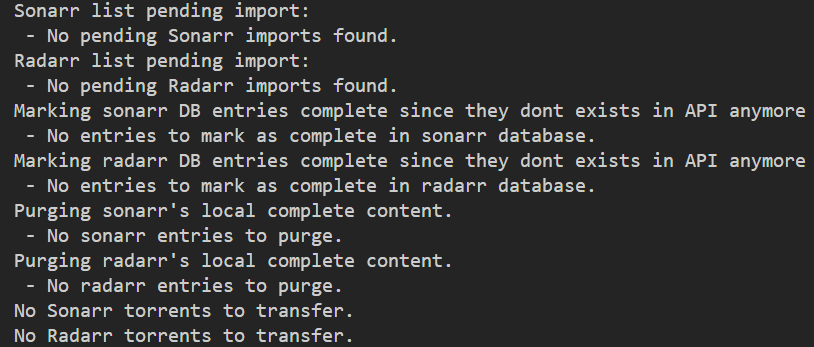 Sonarr list pending import:
 - No pending Sonarr imports found.
Radarr list pending import:
 - No pending Radarr imports found.
Marking sonarr DB entries complete since they dont exists in API anymore
 - No entries to mark as complete in sonarr database.
Marking radarr DB entries complete since they dont exists in API anymore
 - No entries to mark as complete in radarr database.
Purging sonarr's local complete content.
 - No sonarr entries to purge.
Purging radarr's local complete content.
 - No radarr entries to purge.
No Sonarr torrents to transfer.
No Radarr torrents to transfer.